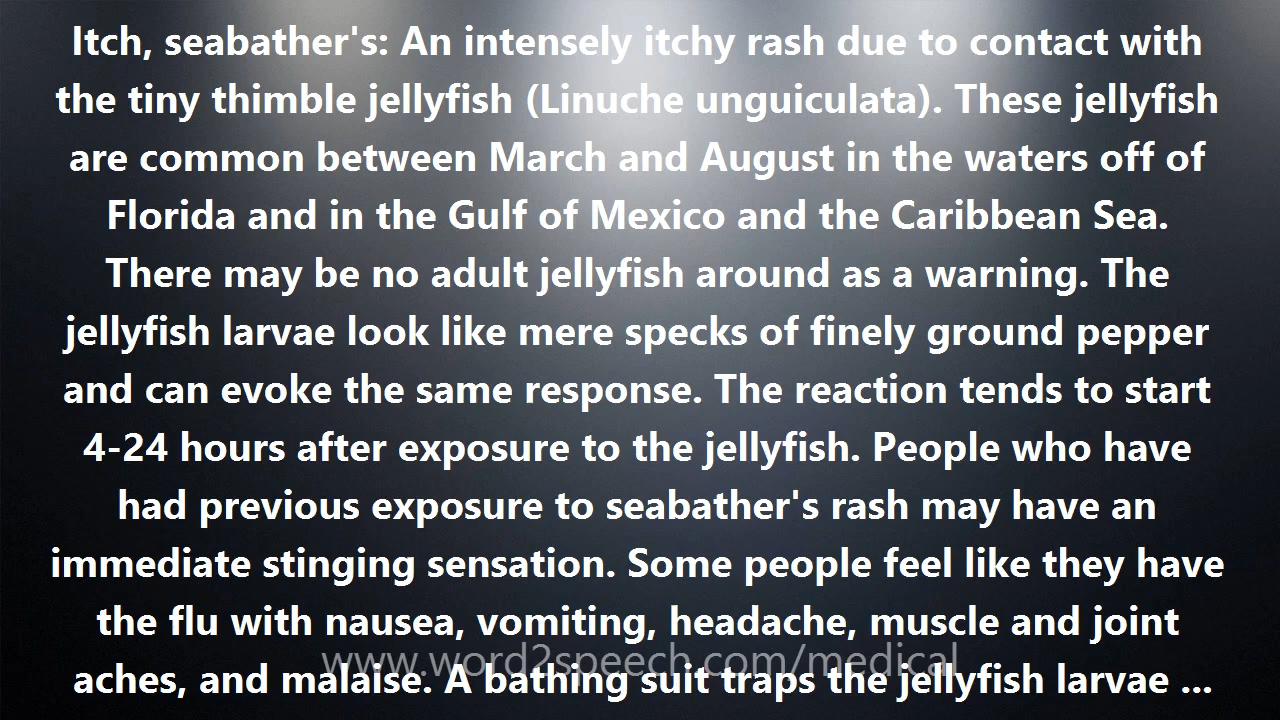 Itch, seabather's: An intensely itchy rash due to contact with
the tiny thimble jellyfish (Linuche unguiculata). These jellyfish
are common between March and August in the waters off of
Florida and in the Gulf of Mexico and the Caribbean Sea.
There may be no adult jellyfish around as a warning. The
jellyfish larvae look like mere specks of finely ground pepper
and can evoke the same response. The reaction tends to start
4-24 hours after exposure to the jellyfish. People who have
had previous exposure to seabather's rash may have an
immediate stinging sensation. Some people feel like they have
the flu with nausea, vomiting, headache, muscle and joint
www.word2speech.com/medical
aches, and malaise. A bathing suit traps the jellyfish larvae ...